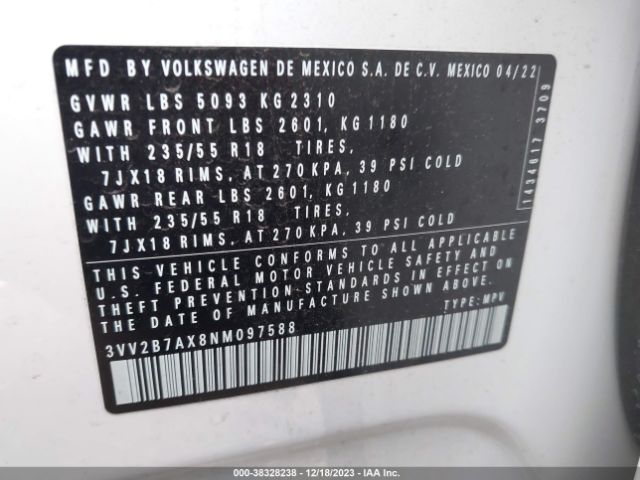 MFD BY VOLKSWAGEN DE MEXICO S.A. DE C.V. MEXICO 04/22
GVWR LBS 5093 KG 2310
GAWR FRONT LBS 2601, KG 1180
WITH 235/55 R18 TIRES,
7JX18 RIMS, AT 270 KPA, 39 PSI COLD
GAWR REAR LBS 2601, KG 1180
WITH 235/55 R18 TIRES,
7JX18 RIMS, AT 270 KPA, 39 PSI COLD
THIS VEHICLE CONFORMS TO ALL APPLICABLE
U.S. FEDERAL MOTOR VEHICLE SAFETY AND
THEFT PREVENTION STANDARDS IN EFFECT ON
THE DATE OF MANUFACTURE SHOWN ABOVE.
3VV2B7AX8NM097588 TYPE: MPV
1434617 3709
000-38328238 - 12/18/2023 - IAA Inc.